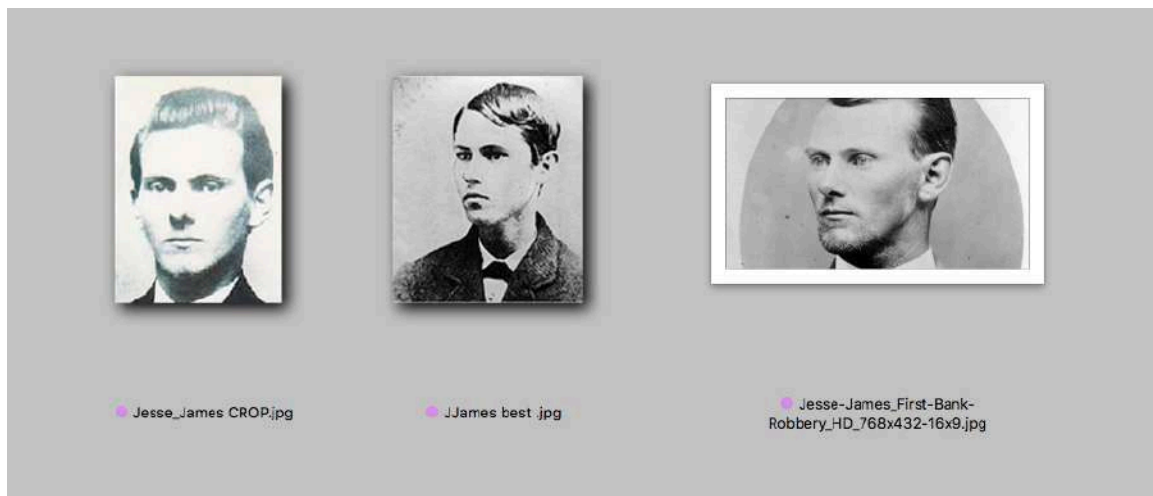 Jesse_James CROP.jpg
JJames best .jpg
Jesse-James_First-Bank-
Robbery_HD_768x432-16x9.jpg